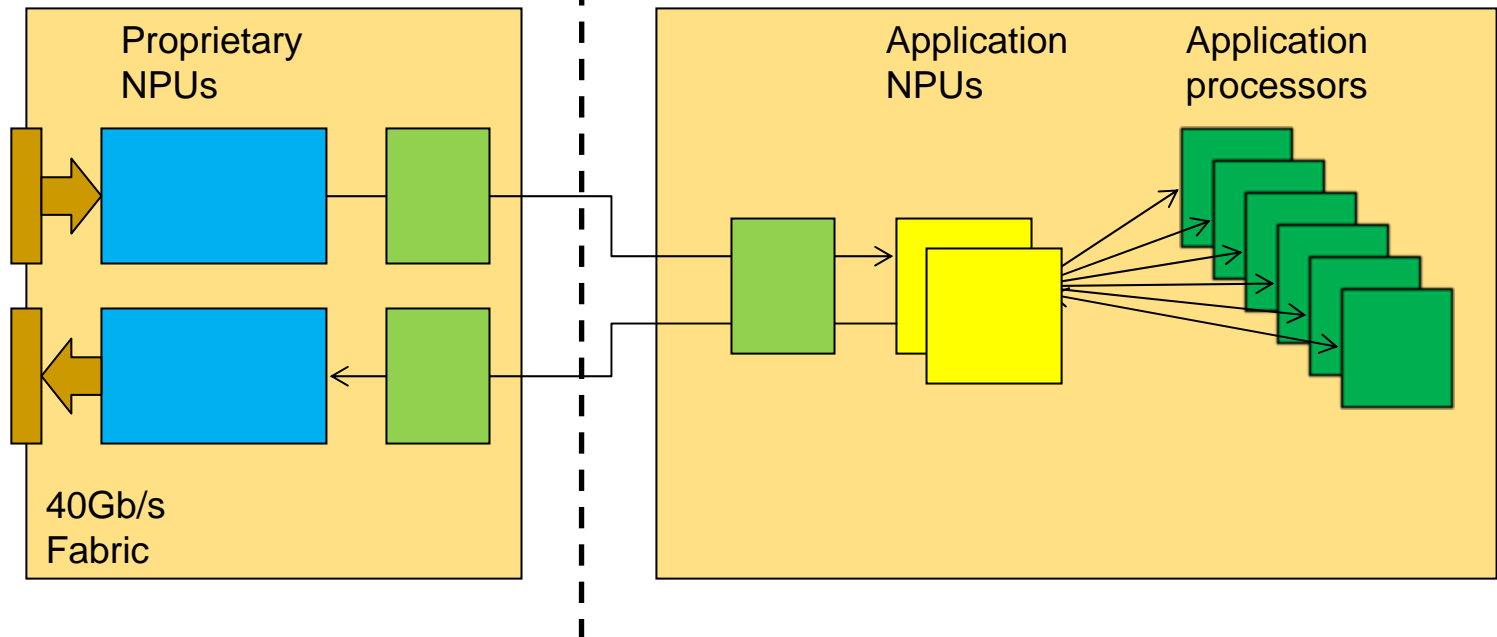 Proprietary
NPUs
Application
NPUs
Application
processors
40Gb/s
Fabric